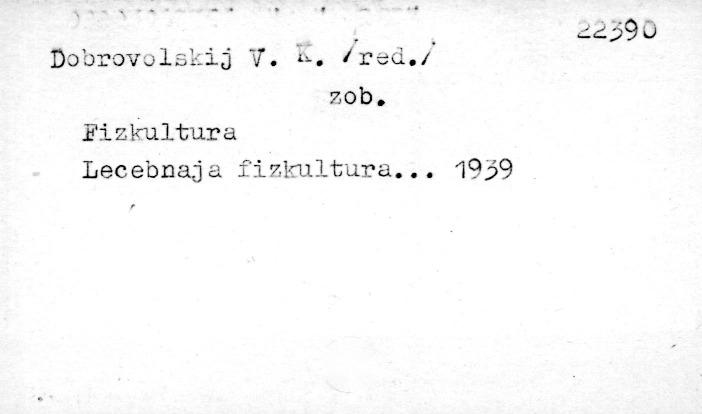 22390
Dobrovolskij V. K. /red./
zob.
Fizkultura
Lecebnaja fizkultura... 1939